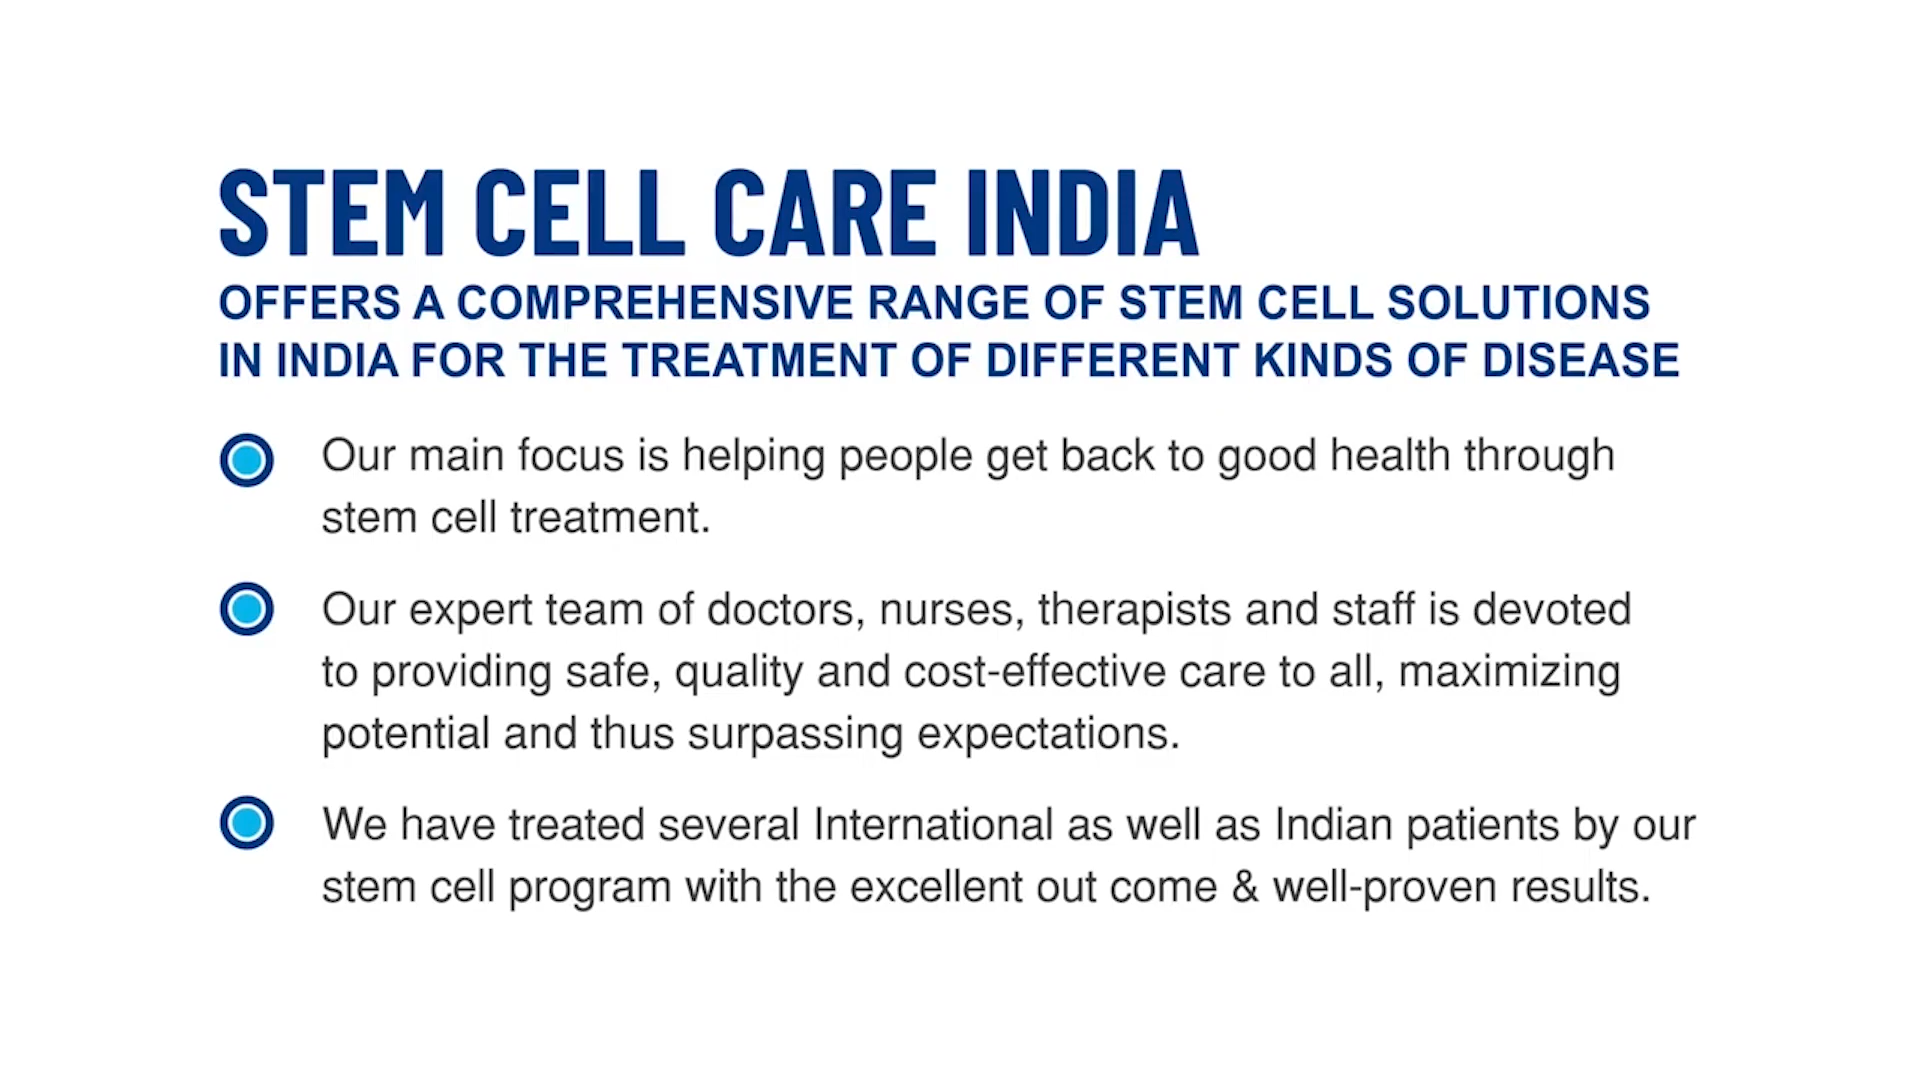 STEM CELL CARE INDIA
OFFERS A COMPREHENSIVE RANGE OF STEM CELL SOLUTIONS
IN INDIA FOR THE TREATMENT OF DIFFERENT KINDS OF DISEASE
Our main focus is helping people get back to good health through
stem cell treatment.
Our expert team of doctors, nurses, therapists and staff is devoted
to providing safe, quality and cost-effective care to all, maximizing
potential and thus surpassing expectations.
We have treated several International as well as Indian patients by our
stem cell program with the excellent out come & well-proven results.